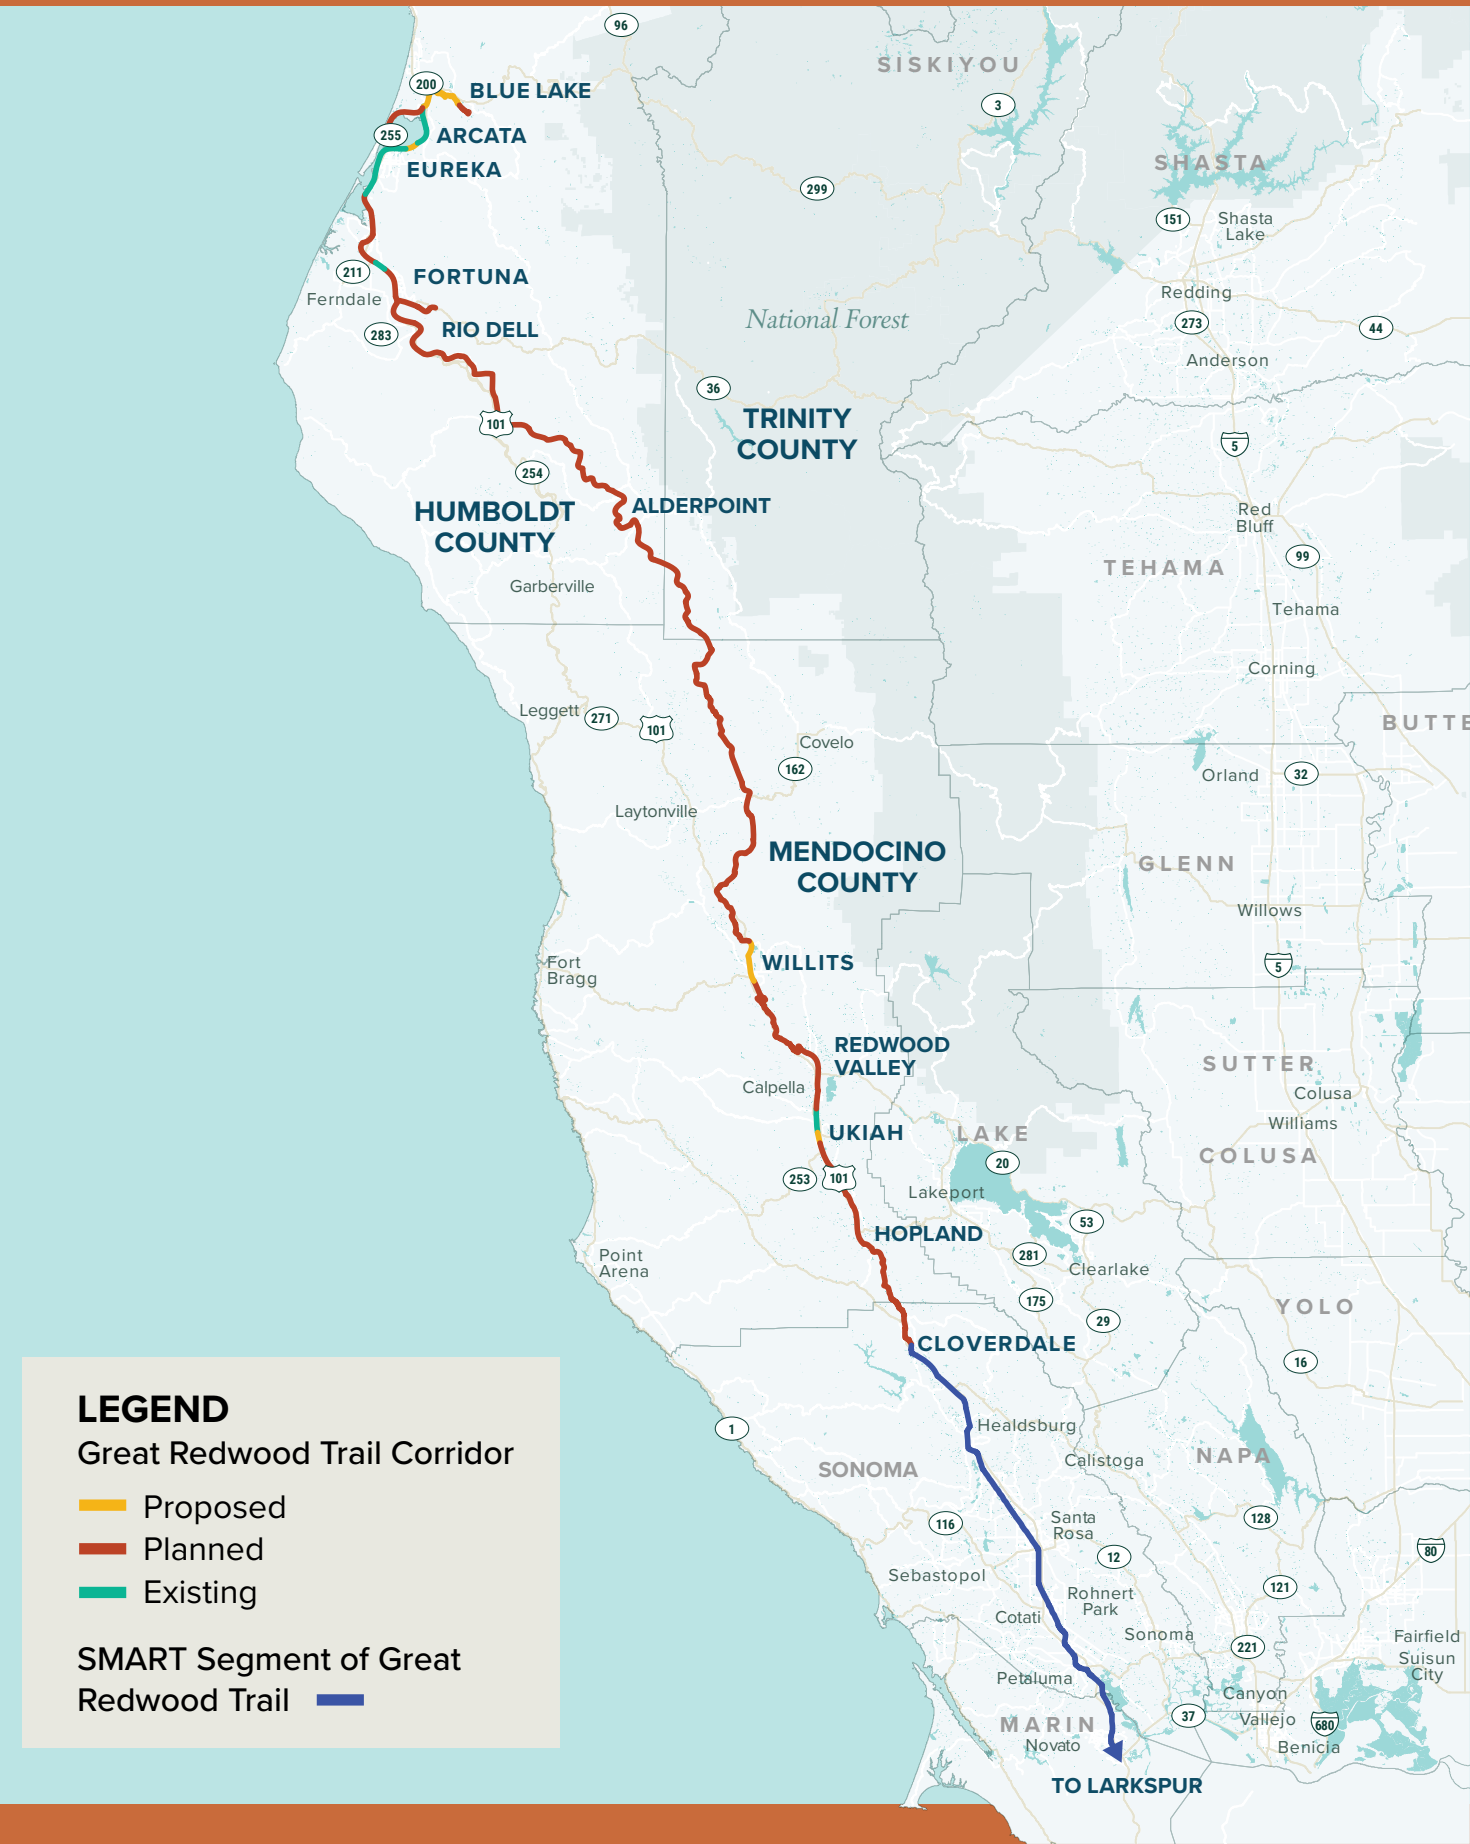 96
SISKIYOU
200
BLUE LAKE
3
255
ARCATA
EUREKA
SHASTA
299
151
Shasta
Lake
211
FORTUNA
Ferndale
Redding
283
RIO DELL
National Forest
273
44
Anderson
36
101
TRINITY
COUNTY
5
254
HUMBOLDT
COUNTY
ALDERPOINT
Red
Bluff
99
TEHAMA
Garberville
Tehama
Corning
Leggett
271
101
BUTTE
Covelo
162
Orland
32
Laytonville
MENDOCINO
COUNTY
GLENN
Willows
Fort
Bragg
WILLITS
5
REDWOOD
VALLEY
SUTTER
Calpella
Colusa
Williams
UKIAH
LAKE
COLUSA
20
253
101
Lakeport
53
HOPLAND
281
Point
Arena
Clearlake
175
29
YOLO
CLOVERDALE
16
1
Healdsburg
Calistoga
NAPA
SONOMA
116
Santa
Rosa
128
12
80
Sebastopol
Rohnert
Park
121
Cotati
Sonoma
221
Fairfield
Suisun
City
Petaluma
Canyon
37
Vallejo
680
MARIN
Novato
Benicia
TO LARKSPUR
LEGEND
Great Redwood Trail Corridor
Proposed
Planned
Existing
SMART Segment of Great
Redwood Trail